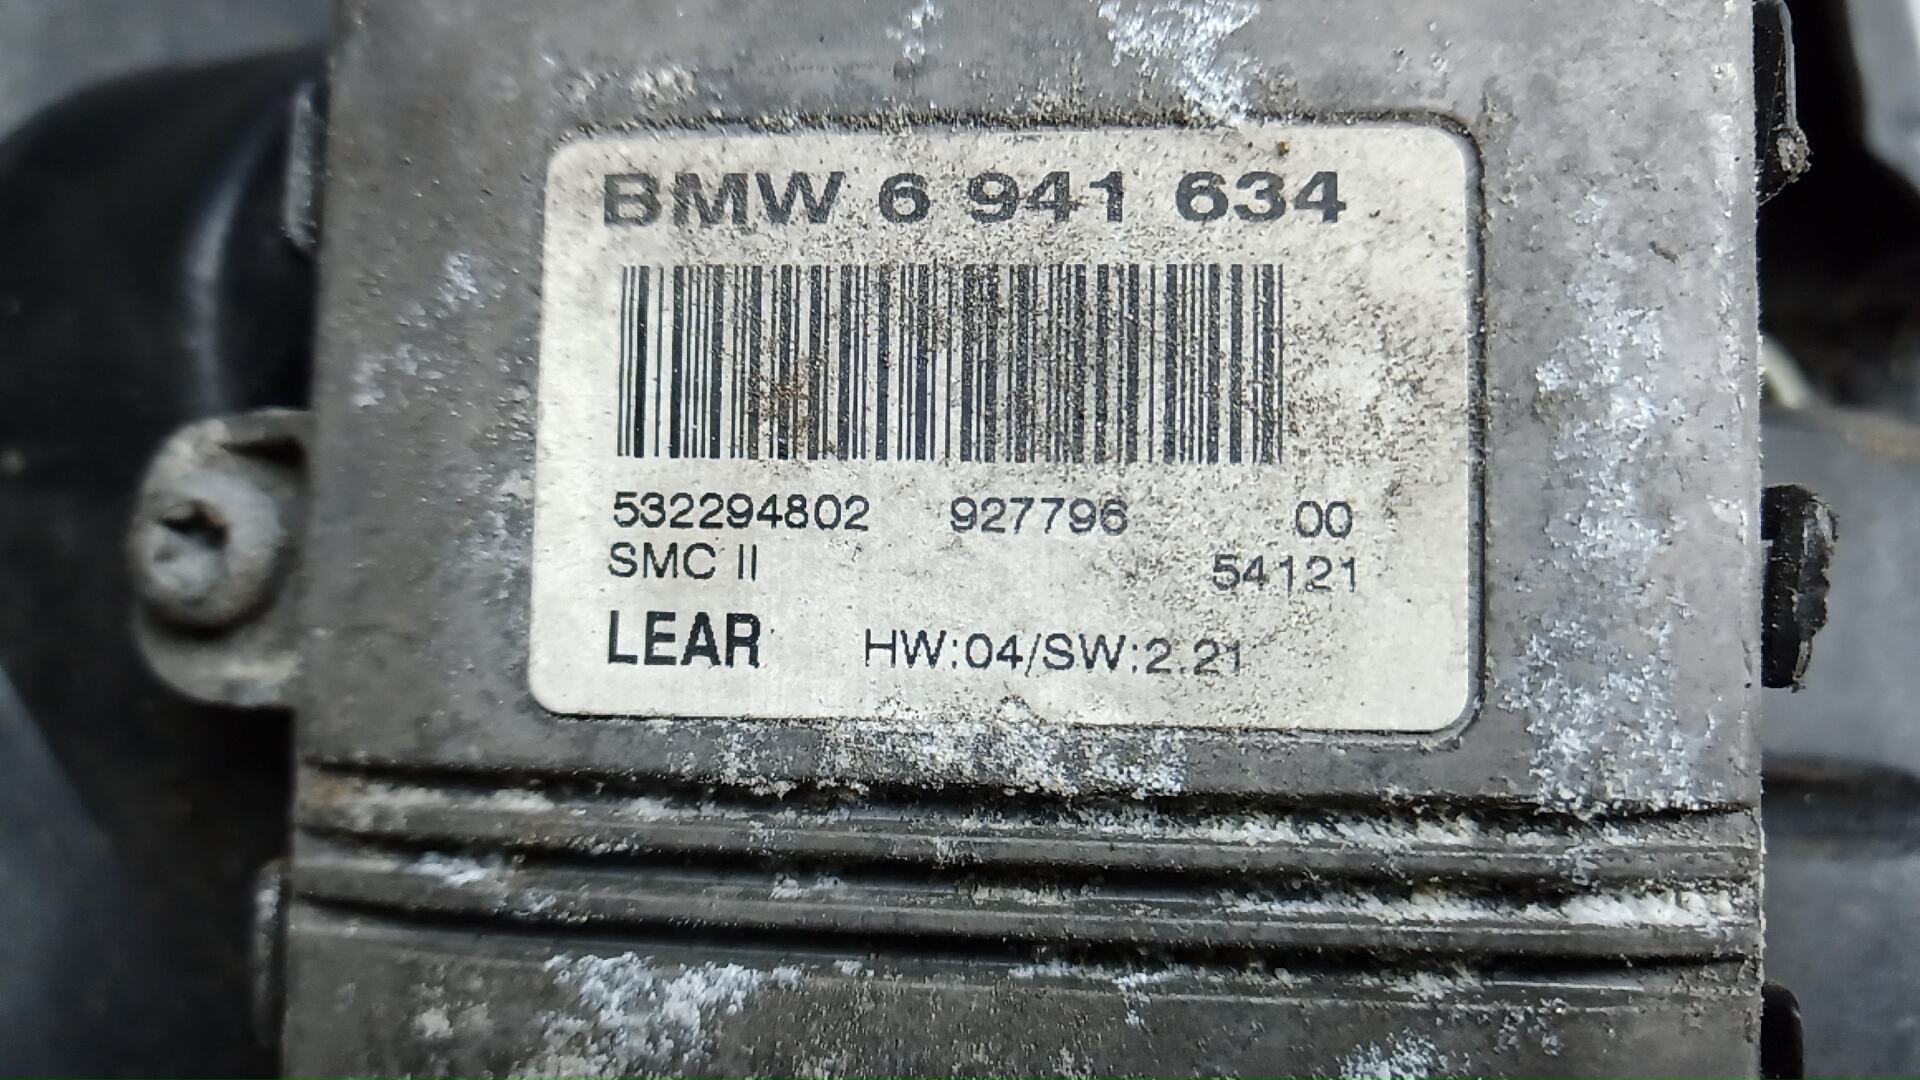 BMW 6 941 634
532294802 927796 00
SMC II 54121
LEAR HW:04/SW:2.21